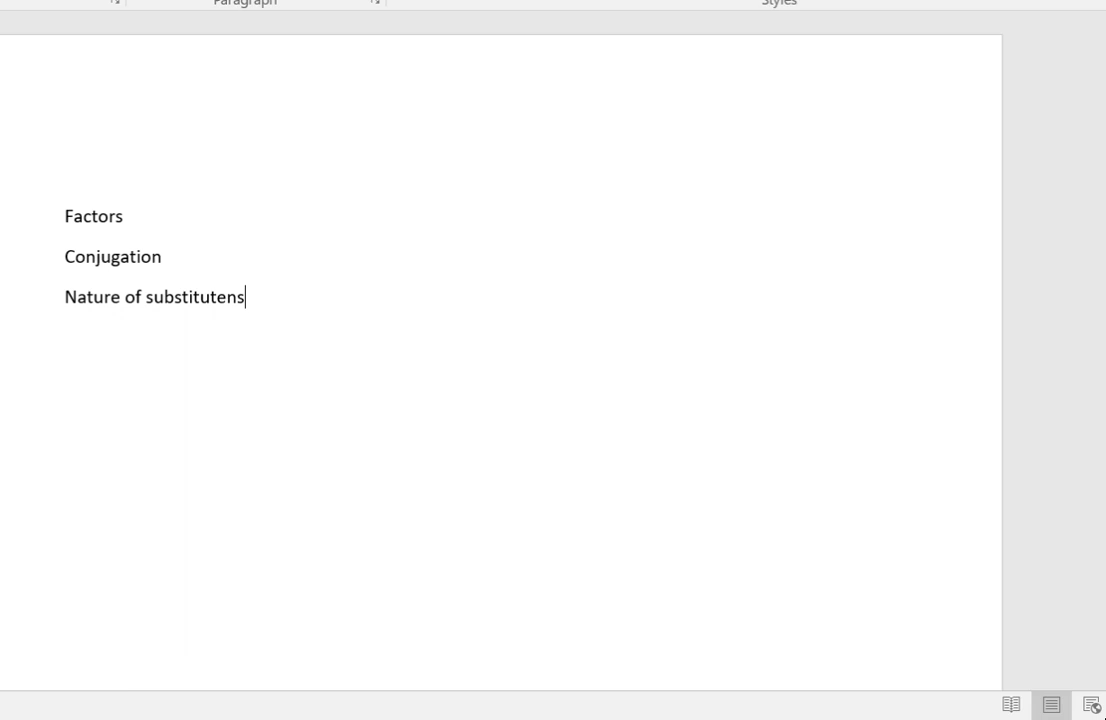 Paragraph
Styles
Factors
Conjugation
Nature of substitutens